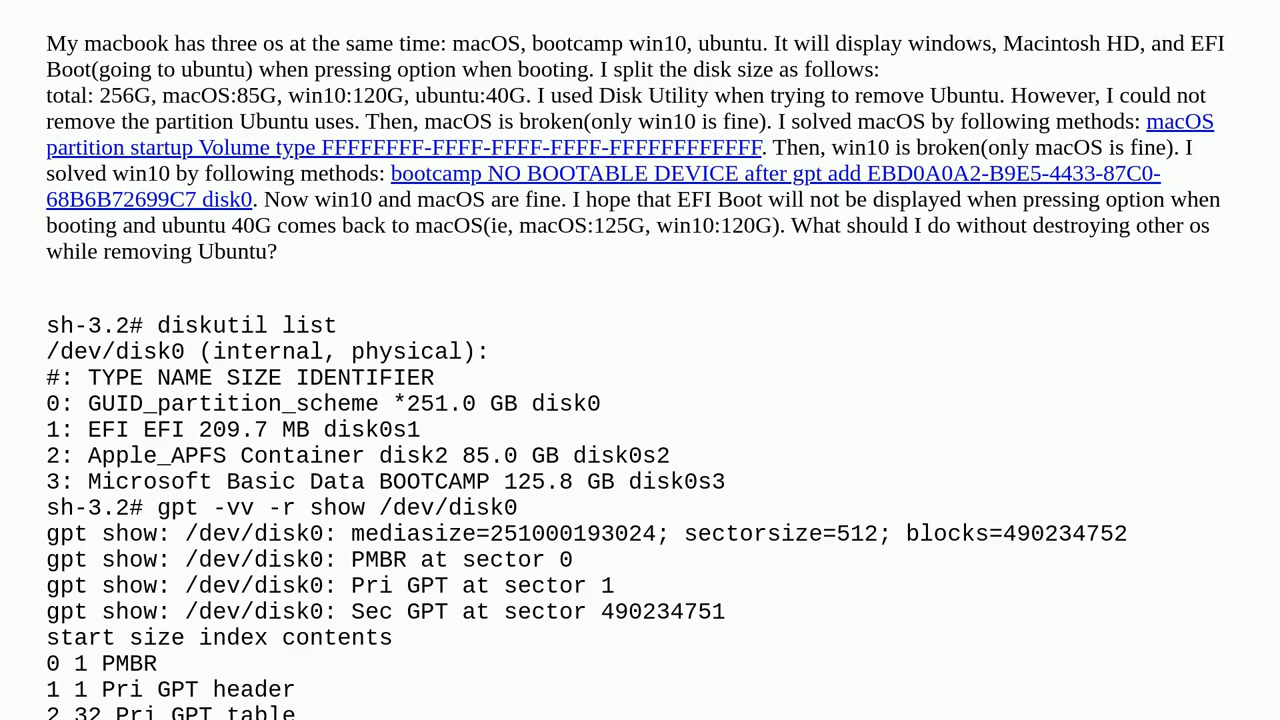 My macbook has three os at the same time: macOS, bootcamp win10, ubuntu. It will display windows, Macintosh HD, and EFI
Boot(going to ubuntu) when pressing option when booting. I split the disk size as follows:
total: 256G, macOS:85G, win10:120G, ubuntu:40G. I used Disk Utility when trying to remove Ubuntu. However, I could not
remove the partition Ubuntu uses. Then, macOS is broken(only win10 is fine). I solved macOS by following methods: macOS
partition startup Volume type FFFFFFFF-FFFF-FFFF-FFFF-FFFFFFFFFFFF. Then, win10 is broken(only macOS is fine). I
solved win10 by following methods: bootcamp NO BOOTABLE DEVICE after gpt add EBD0A0A2-B9E5-4433-87C0-
68B6B72699C7 disk0. Now win10 and macOS are fine. I hope that EFI Boot will not be displayed when pressing option when
booting and ubuntu 40G comes back to macOS(ie, macOS:125G, win10:120G). What should I do without destroying other os
while removing Ubuntu?
sh-3.2# diskutil list
/dev/disk0 (internal, physical):
#: TYPE NAME SIZE IDENTIFIER
0: GUID_partition_scheme *251.0 GB disk0
1: EFI EFI 209.7 MB disk0s1
2: Apple_APFS Container disk2 85.0 GB disk0s2
3: Microsoft Basic Data BOOTCAMP 125.8 GB disk0s3
sh-3.2# gpt -vv -r show /dev/disk0
gpt show: /dev/disk0: mediasize=251000193024; sectorsize=512; blocks=490234752
gpt show: /dev/disk0: PMBR at sector 0
gpt show: /dev/disk0: Pri GPT at sector 1
gpt show: /dev/disk0: Sec GPT at sector 490234751
start size index contents
0 1 PMBR
1 1 Pri GPT header
2 32 Pri GPT table